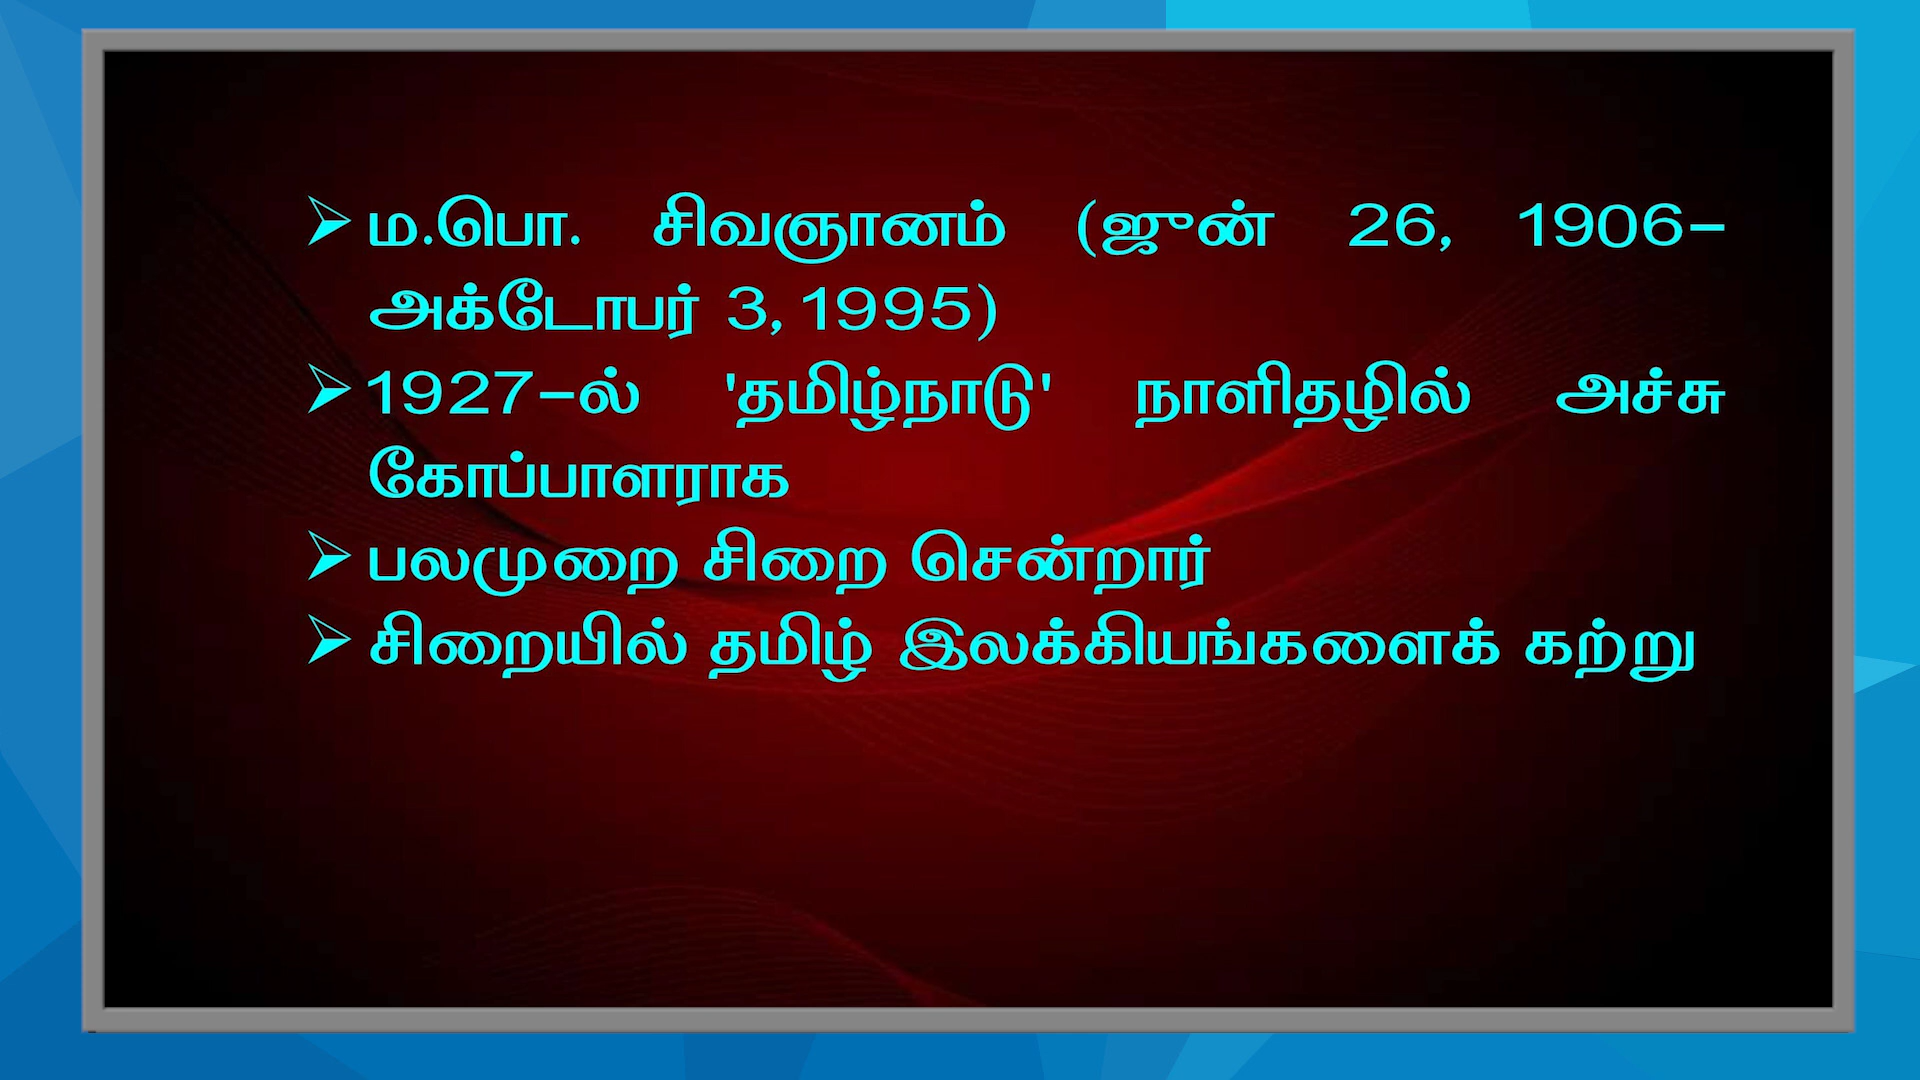 ➢ ம.பொ. சிவஞானம் (ஜுன் 26, 1906-
அக்டோபர் 3, 1995)
➢ 1927-ல் 'தமிழ்நாடு' நாளிதழில் அச்சு
கோப்பாளராக
➢ பலமுறை சிறை சென்றார்
➢ சிறையில் தமிழ் இலக்கியங்களைக் கற்று